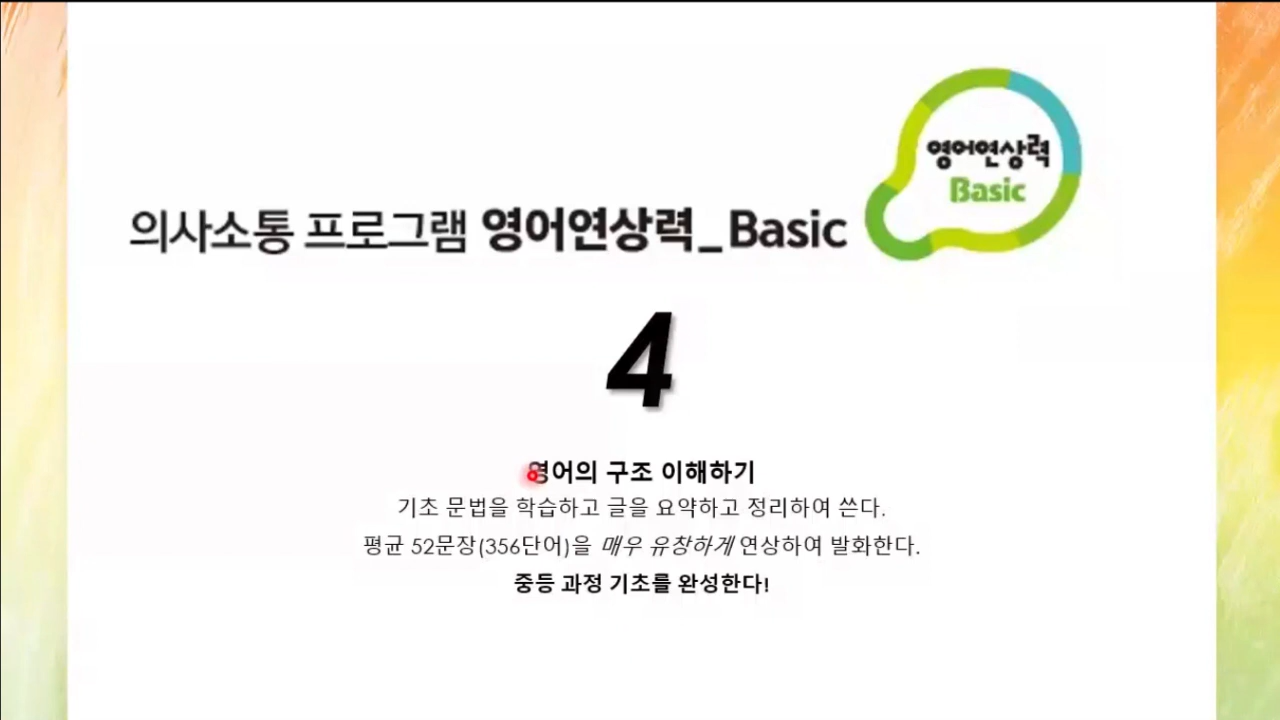 영어연상력
Basic
의사소통 프로그램 영어연상력_Basic
4
영어의 구조 이해하기
기초 문법을 학습하고 글을 요약하고 정리하여 쓴다.
평균 52문장(356단어)을 매우 유창하게 연상하여 발화한다.
중등 과정 기초를 완성한다!